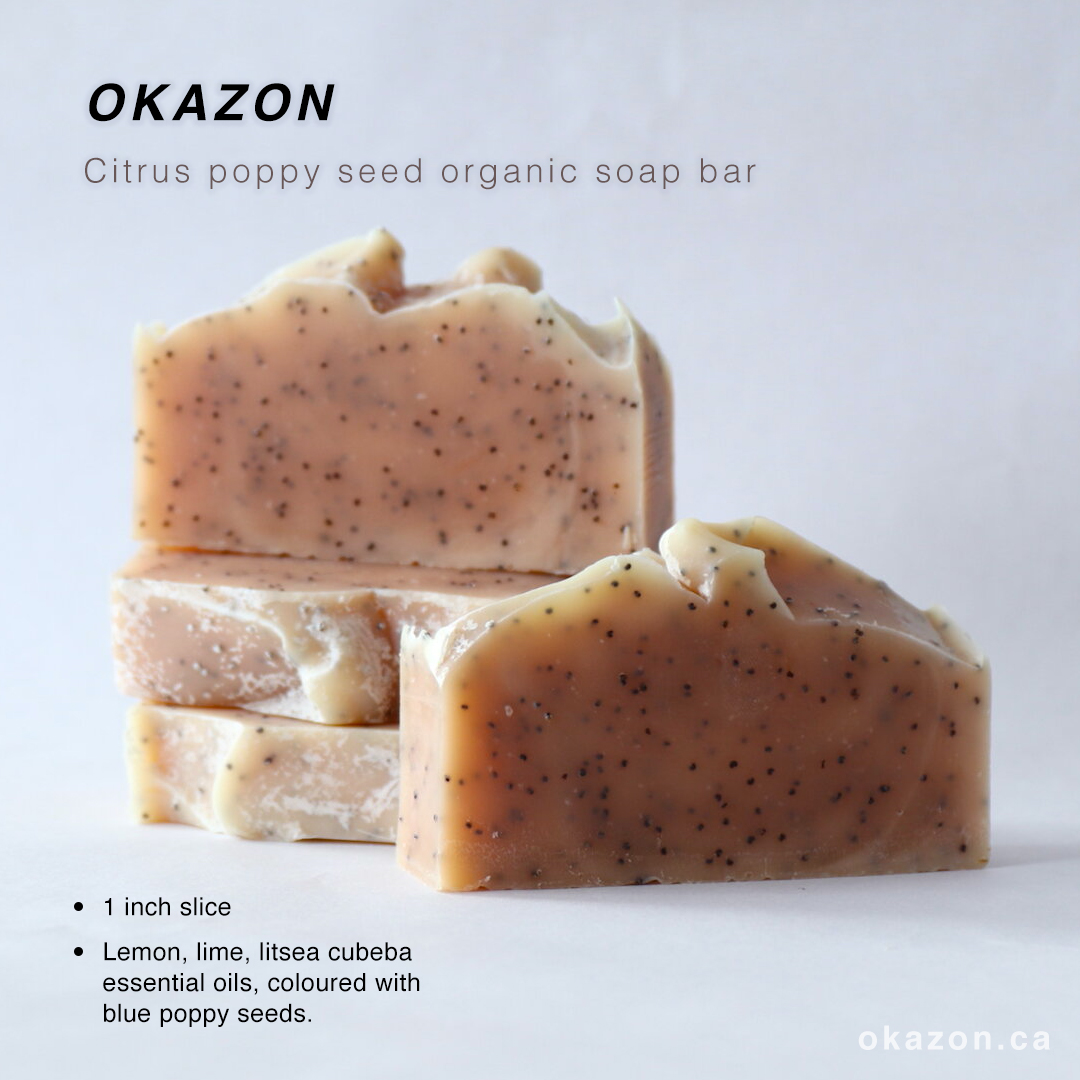 OKAZON
Citrus poppy seed organic soap bar
• 1 inch slice
• Lemon, lime, litsea cubeba
essential oils, coloured with
blue poppy seeds.
okazon.ca